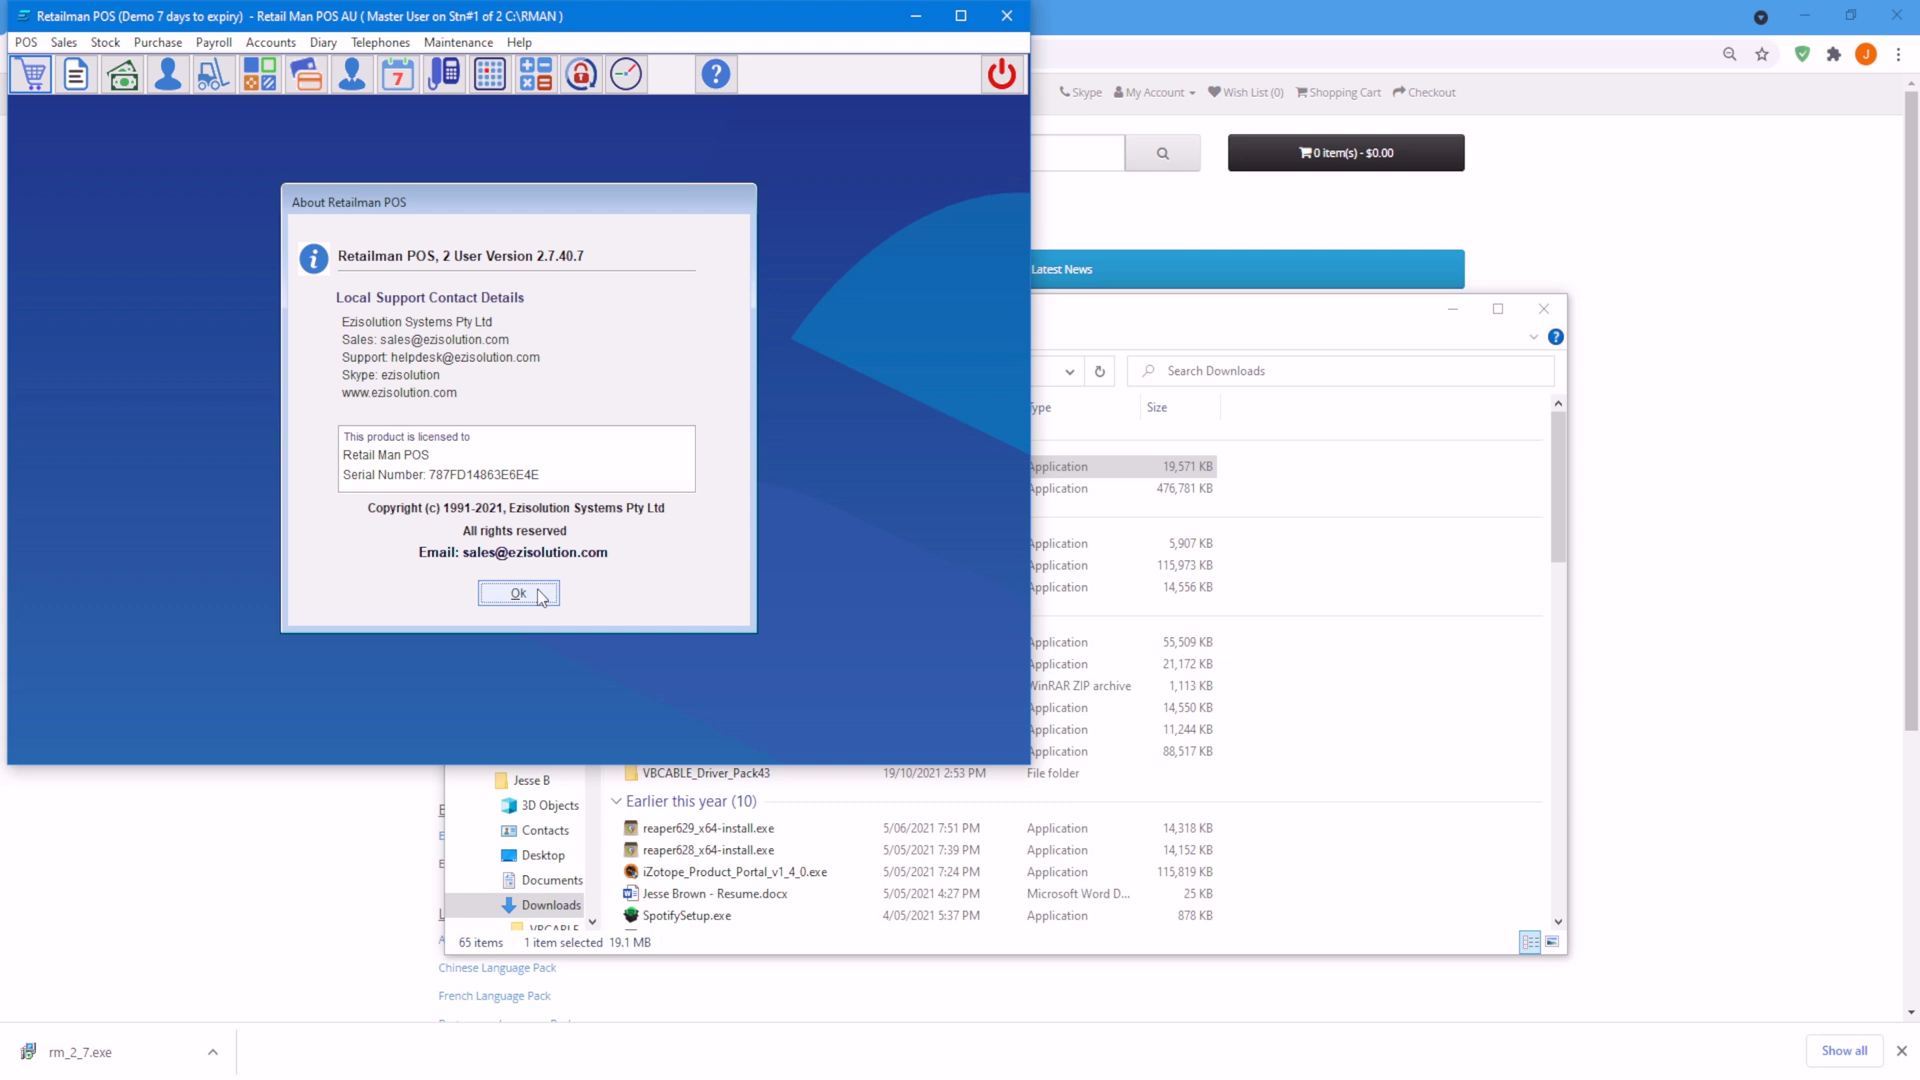 Retailman POS (Demo 7 days to expiry) - Retail Man POS AU ( Master User on Stn#1 of 2 C:\RMAN )
POS Sales Stock Purchase Payroll Accounts Diary Telephones Maintenance Help
7
?
J
Skype My Account Wish List (0) Shopping Cart Checkout
0 item(s) - $0.00
Latest News
About Retailman POS
Retailman POS, 2 User Version 2.7.40.7
Local Support Contact Details
Ezisolution Systems Pty Ltd
Sales: sales@ezisolution.com
Support: helpdesk@ezisolution.com
Skype: ezisolution
www.ezisolution.com
This product is licensed to
Retail Man POS
Serial Number: 787FD14863E6E4E
Copyright (c) 1991-2021, Ezisolution Systems Pty Ltd
All rights reserved
Email: sales@ezisolution.com
Ok
Search Downloads
Type Size
Application 19,571 KB
Application 476,781 KB
Application 5,907 KB
Application 115,973 KB
Application 14,556 KB
Application 55,509 KB
Application 21,172 KB
WinRAR ZIP archive 1,113 KB
Application 14,550 KB
Application 11,244 KB
Application 88,517 KB
VBCABLE_Driver_Pack43 19/10/2021 2:53 PM File folder
Earlier this year (10)
reaper629_x64-install.exe 5/06/2021 7:51 PM Application 14,318 KB
reaper628_x64-install.exe 5/05/2021 7:39 PM Application 14,152 KB
iZotope_Product_Portal_v1_4_0.exe 5/05/2021 7:24 PM Application 115,819 KB
Jesse Brown - Resume.docx 5/05/2021 4:27 PM Microsoft Word D... 25 KB
SpotifySetup.exe 4/05/2021 5:37 PM Application 878 KB
Jesse B
3D Objects
Contacts
Desktop
Documents
Downloads
VBCABLE
65 items 1 item selected 19.1 MB
Chinese Language Pack
French Language Pack
rm_2_7.exe
Show all